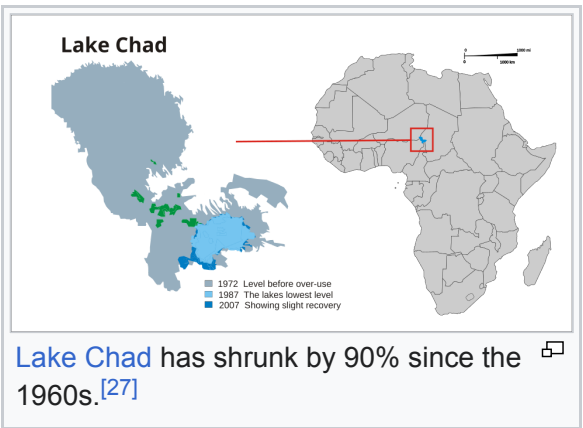 Lake Chad
1000 mi
0
1000 km
1972 Level before over-use
1987 The lakes lowest level
2007 Showing slight recovery
Lake Chad has shrunk by 90% since the
1960s.[27]